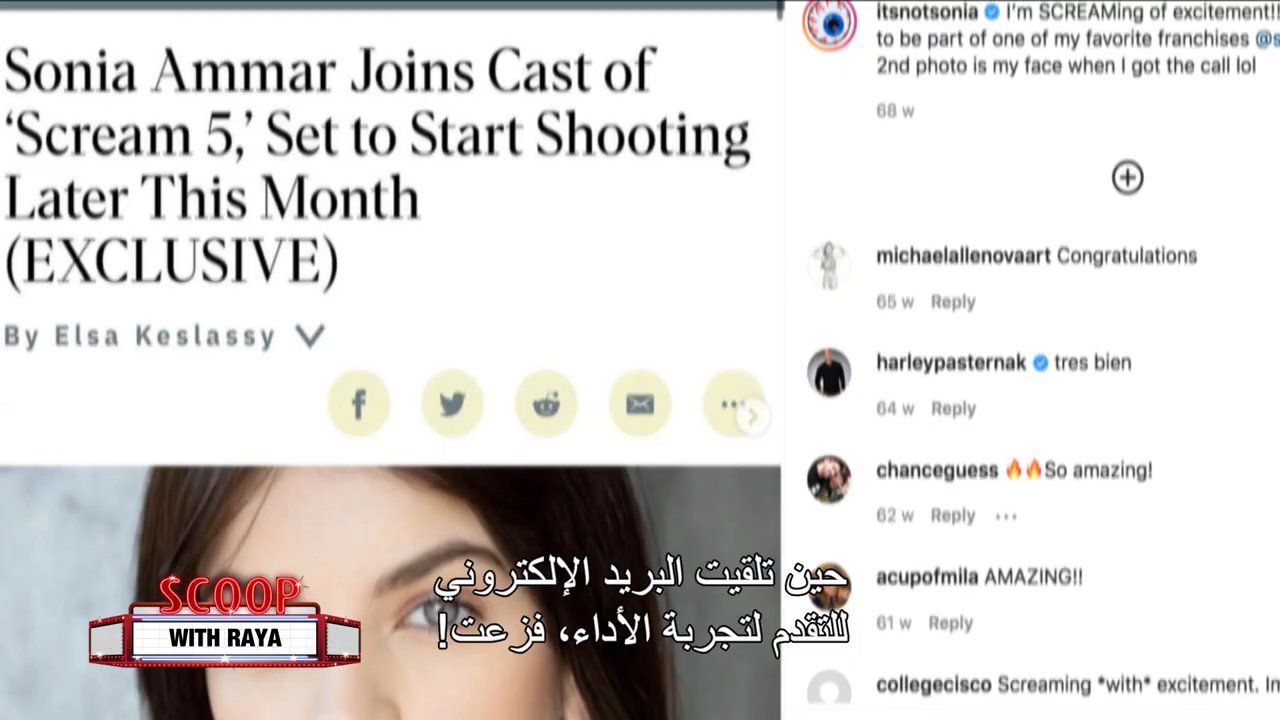 Sonia Ammar Joins Cast of
‘Scream 5,’ Set to Start Shooting
Later This Month
(EXCLUSIVE)
By Elsa Keslassy
itsnotsonia I'm SCREAMing of excitement!!
to be part of one of my favorite franchises @s
2nd photo is my face when I got the call lol
68 w
michaelallenovaart Congratulations
65 w Reply
harleypasternak tres bien
64 w Reply
chanceguess 🔥🔥So amazing!
62 w Reply ...
acupofmila AMAZING!!
61 w Reply
collegecisco Screaming *with* excitement. In
حين تلقيت البريد الإلكتروني
للتقدم لتجربة الأداء، فزعت!
SCOOP
WITH RAYA